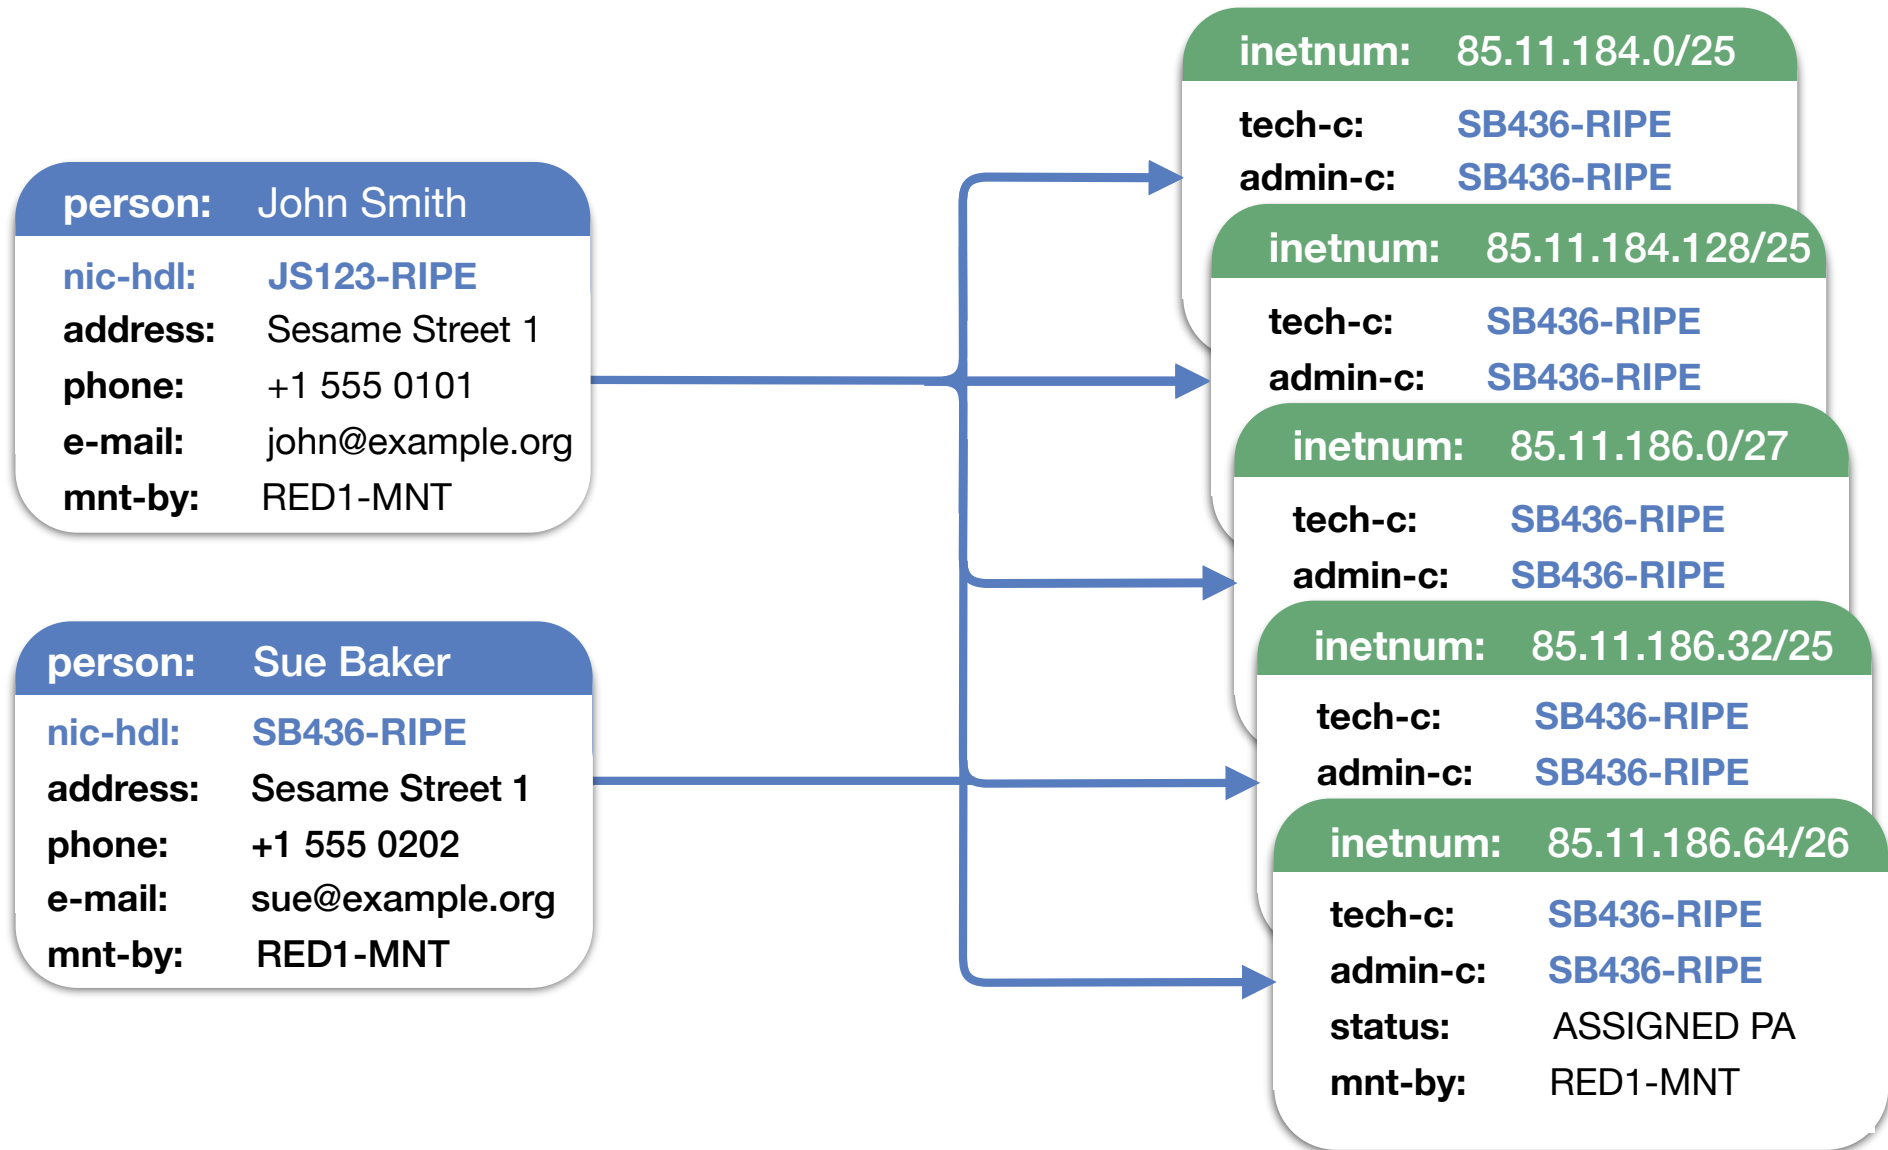 person: John Smith
nic-hdl: JS123-RIPE
address: Sesame Street 1
phone: +1 555 0101
e-mail: john@example.org
mnt-by: RED1-MNT
person: Sue Baker
nic-hdl: SB436-RIPE
address: Sesame Street 1
phone: +1 555 0202
e-mail: sue@example.org
mnt-by: RED1-MNT
inetnum: 85.11.184.0/25
tech-c: SB436-RIPE
admin-c: SB436-RIPE
inetnum: 85.11.184.128/25
tech-c: SB436-RIPE
admin-c: SB436-RIPE
inetnum: 85.11.186.0/27
tech-c: SB436-RIPE
admin-c: SB436-RIPE
inetnum: 85.11.186.32/25
tech-c: SB436-RIPE
admin-c: SB436-RIPE
inetnum: 85.11.186.64/26
tech-c: SB436-RIPE
admin-c: SB436-RIPE
status: ASSIGNED PA
mnt-by: RED1-MNT